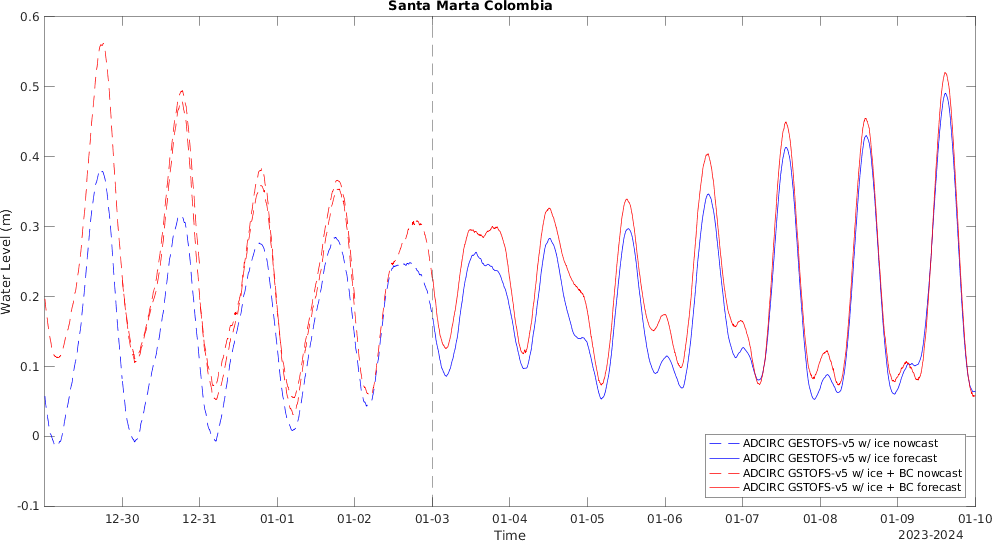 Santa Marta Colombia
0.6
0.5
0.4
0.3
0.2
0.1
0
-0.1
Water Level (m)
ADCIRC GESTOFS-v5 w/ ice nowcast
ADCIRC GESTOFS-v5 w/ ice forecast
ADCIRC GSTOFS-v5 w/ ice + BC nowcast
ADCIRC GSTOFS-v5 w/ ice + BC forecast
12-30 12-31 01-01 01-02 01-03 01-04 01-05 01-06 01-07 01-08 01-09 01-10
Time
2023-2024